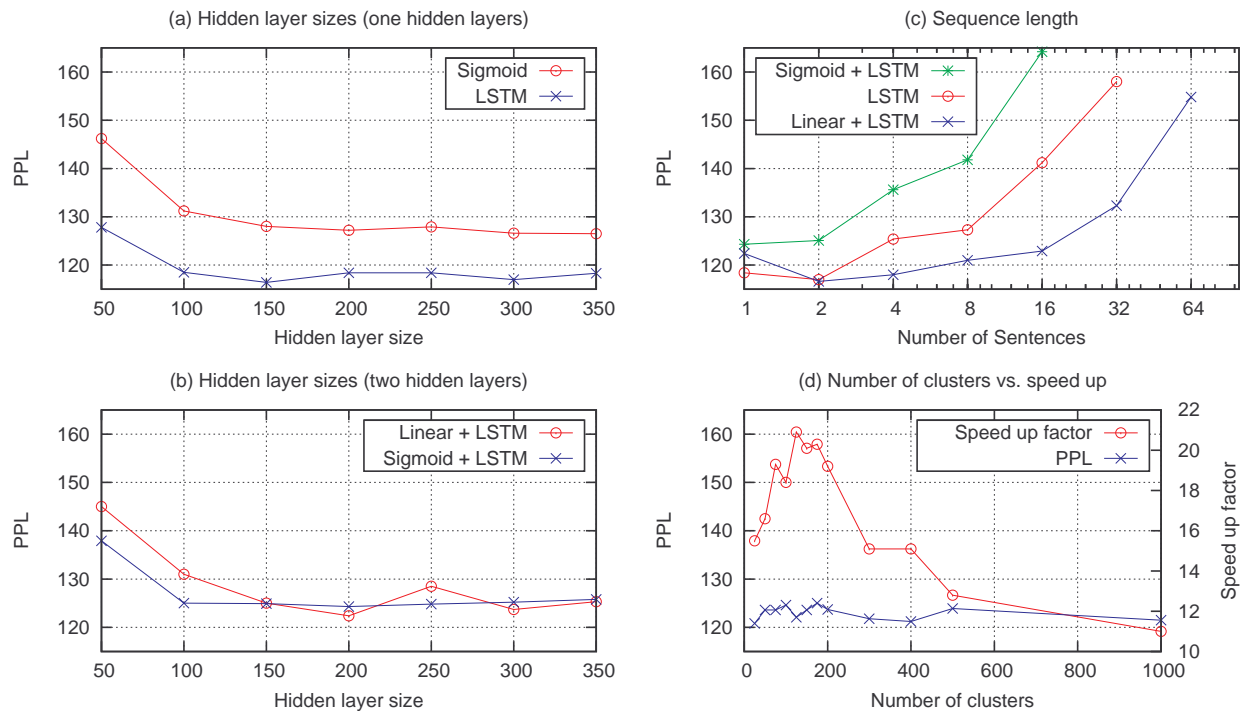 (a) Hidden layer sizes (one hidden layers)
160
150
140
130
120
PPL
Sigmoid
LSTM
50 100 150 200 250 300 350
Hidden layer size
(c) Sequence length
160
150
140
130
120
PPL
Sigmoid + LSTM
LSTM
Linear + LSTM
1 2 4 8 16 32 64
Number of Sentences
(b) Hidden layer sizes (two hidden layers)
160
150
140
130
120
PPL
Linear + LSTM
Sigmoid + LSTM
50 100 150 200 250 300 350
Hidden layer size
(d) Number of clusters vs. speed up
160
150
140
130
120
PPL
Speed up factor
PPL
22
20
18
16
14
12
10
Speed up factor
0 200 400 600 800 1000
Number of clusters